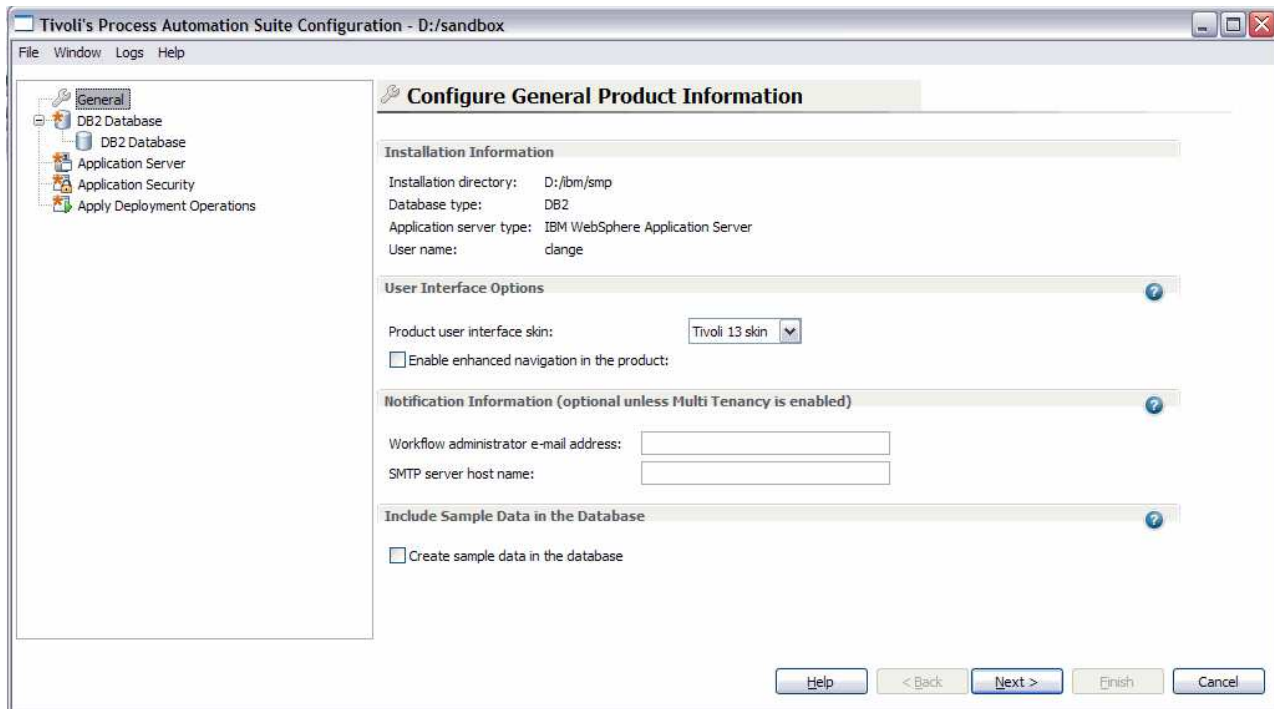 Tivoli's Process Automation Suite Configuration - D:/sandbox
File Window Logs Help
General
DB2 Database
DB2 Database
Application Server
Application Security
Apply Deployment Operations
Configure General Product Information
Installation Information
Installation directory: D:/ibm/smp
Database type: DB2
Application server type: IBM WebSphere Application Server
User name: clange
User Interface Options
Product user interface skin: Tivoli 13 skin
Enable enhanced navigation in the product:
Notification Information (optional unless Multi Tenancy is enabled)
Workflow administrator e-mail address:
SMTP server host name:
Include Sample Data in the Database
Create sample data in the database
Help < Back Next > Finish Cancel